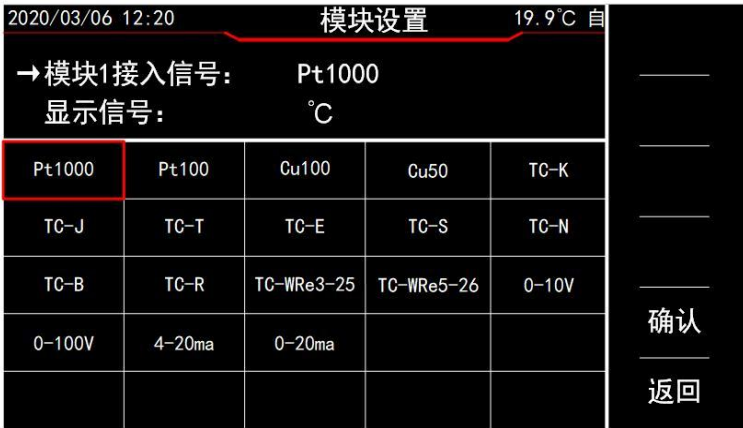 2020/03/06 12:20 模块设置 19.9℃ 自
→模块1接入信号: Pt1000
显示信号: ℃
Pt1000 Pt100 Cu100 Cu50 TC-K
TC-J TC-T TC-E TC-S TC-N
TC-B TC-R TC-WRe3-25 TC-WRe5-26 0-10V
0-100V 4-20ma 0-20ma
确认
返回